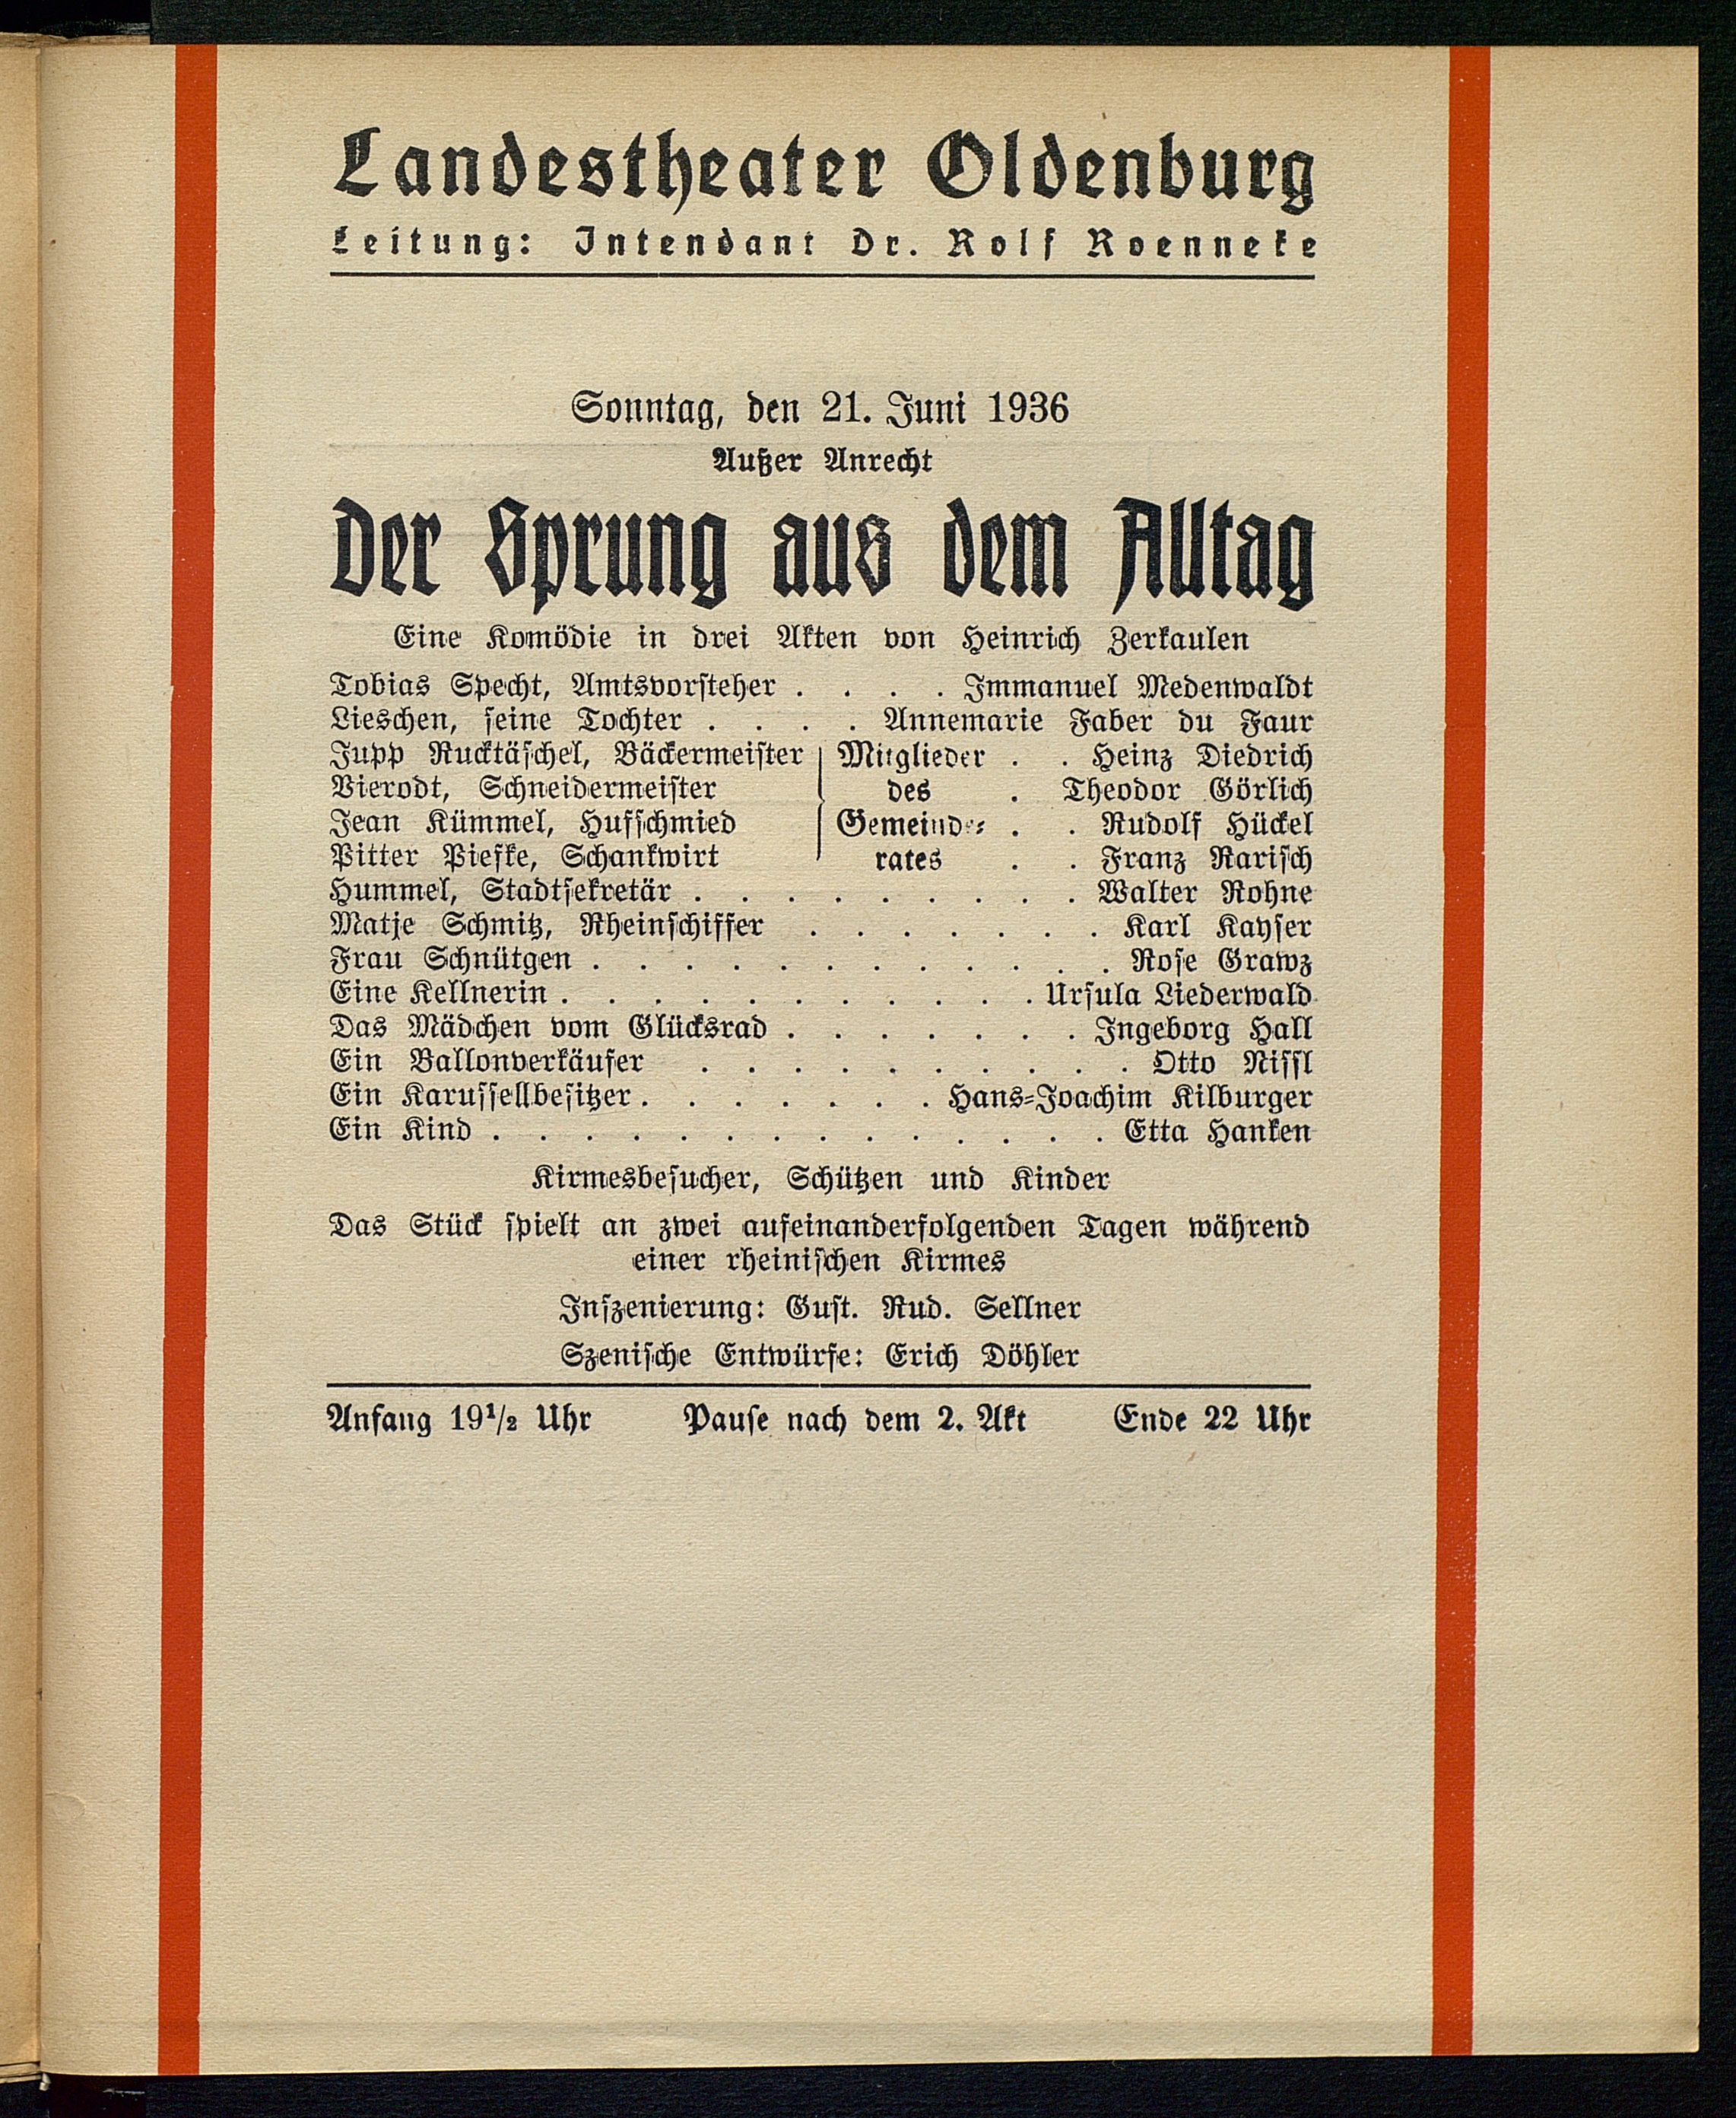 Landestheater Oldenburg
Leitung: Intendant Dr. Rolf Roenneke
Sonntag, den 21. Juni 1936
Außer Anrecht
Der Sprung aus dem Alltag
Eine Komödie in drei Akten von Heinrich Zerkaulen
Tobias Specht, Amtsvorsteher . . . . Immanuel Medenwaldt
Lieschen, seine Tochter . . . . Annemarie Faber du Faur
Jupp Rucktäschel, Bäckermeister Mitglieder . . Heinz Diedrich
Vierodt, Schneidermeister des . Theodor Görlich
Jean Kümmel, Hufschmied Gemeinde= . . Rudolf Hückel
Pitter Piefke, Schankwirt rates . . Franz Rarisch
Hummel, Stadtsekretär . . . . . . . . . Walter Rohne
Matje Schmitz, Rheinschiffer . . . . . . . Karl Kayser
Frau Schnütgen . . . . . . . . . . . . Rose Grawz
Eine Kellnerin . . . . . . . . . . . Ursula Liederwald
Das Mädchen vom Glücksrad . . . . . . . Ingeborg Hall
Ein Ballonverkäufer . . . . . . . . . . Otto Nissl
Ein Karussellbesitzer . . . . . . . Hans=Joachim Kilburger
Ein Kind . . . . . . . . . . . . . . Etta Hanken
Kirmesbesucher, Schützen und Kinder
Das Stück spielt an zwei aufeinanderfolgenden Tagen während
einer rheinischen Kirmes
Inszenierung: Gust. Rud. Sellner
Szenische Entwürfe: Erich Döhler
Anfang 19½ Uhr Pause nach dem 2. Akt Ende 22 Uhr